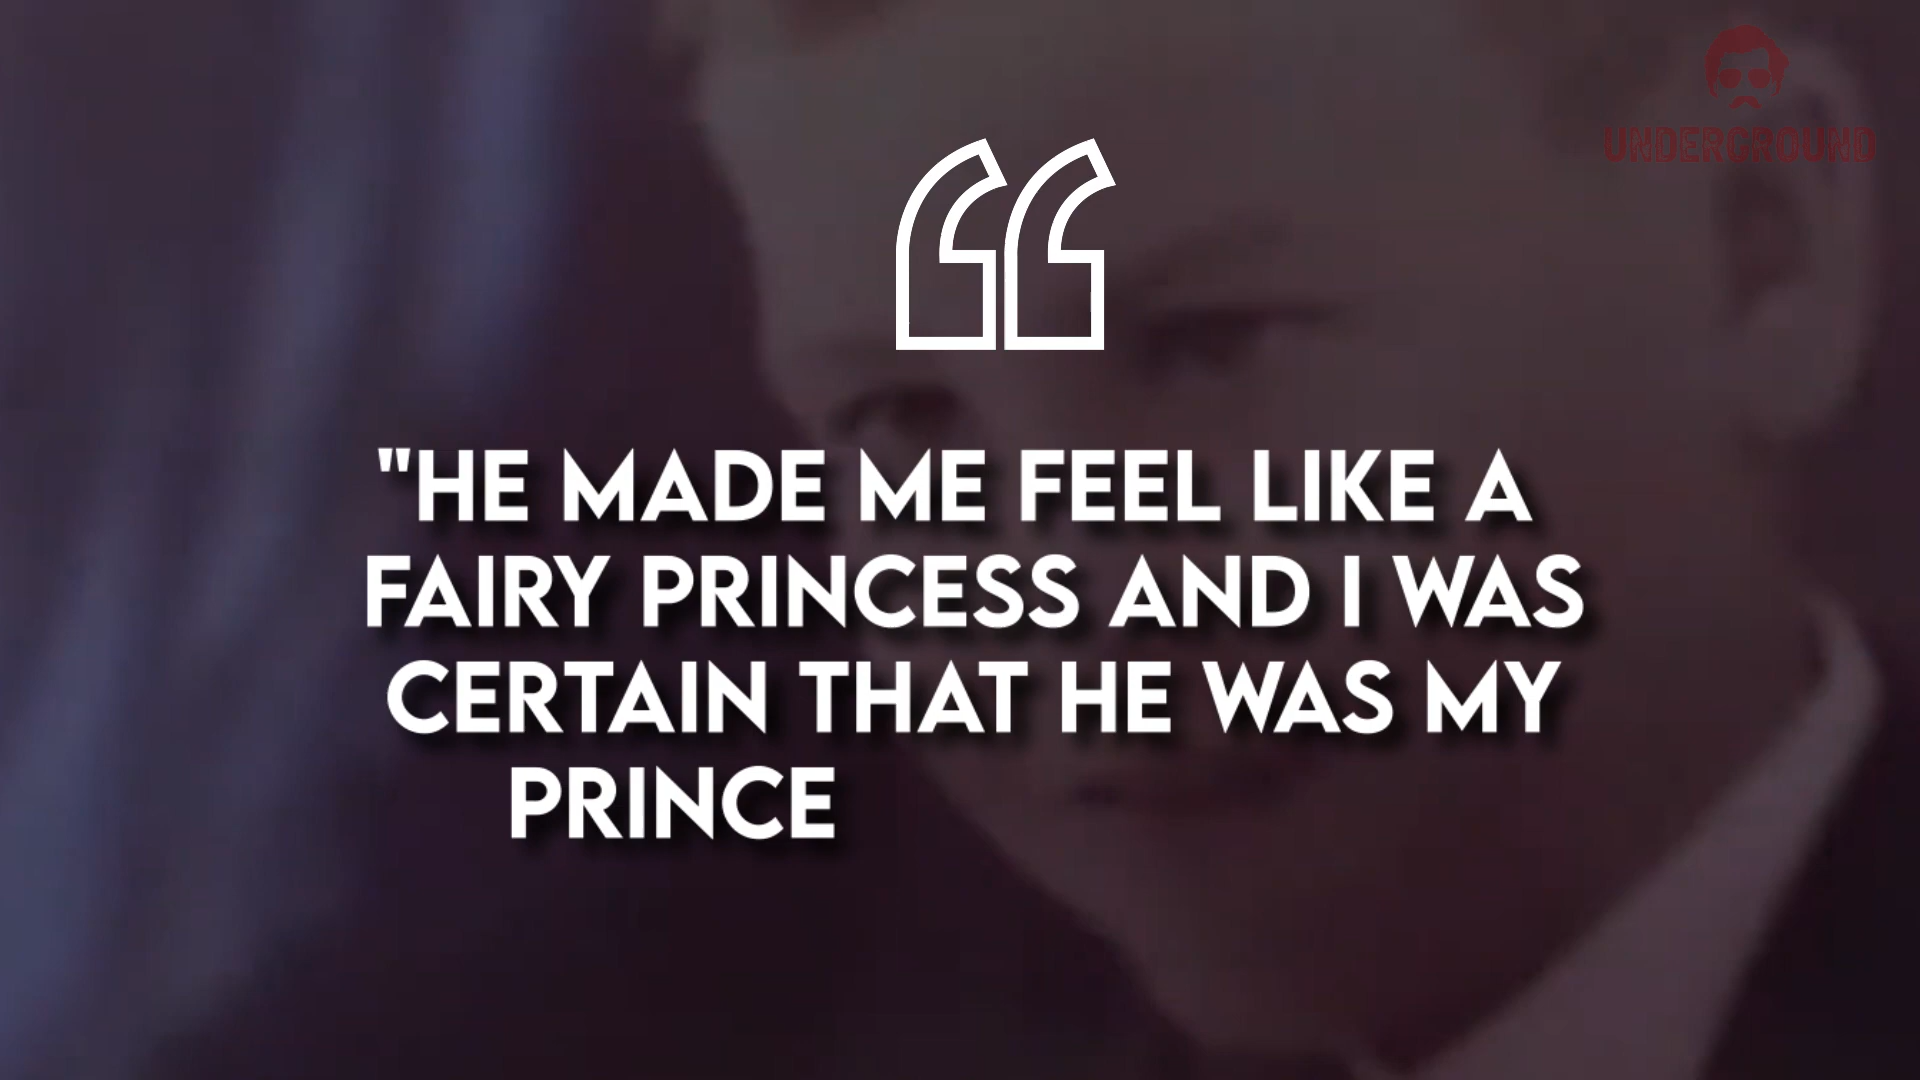 UNDERGROUND
"HE MADE ME FEEL LIKE A
FAIRY PRINCESS AND I WAS
CERTAIN THAT HE WAS MY
PRINCE